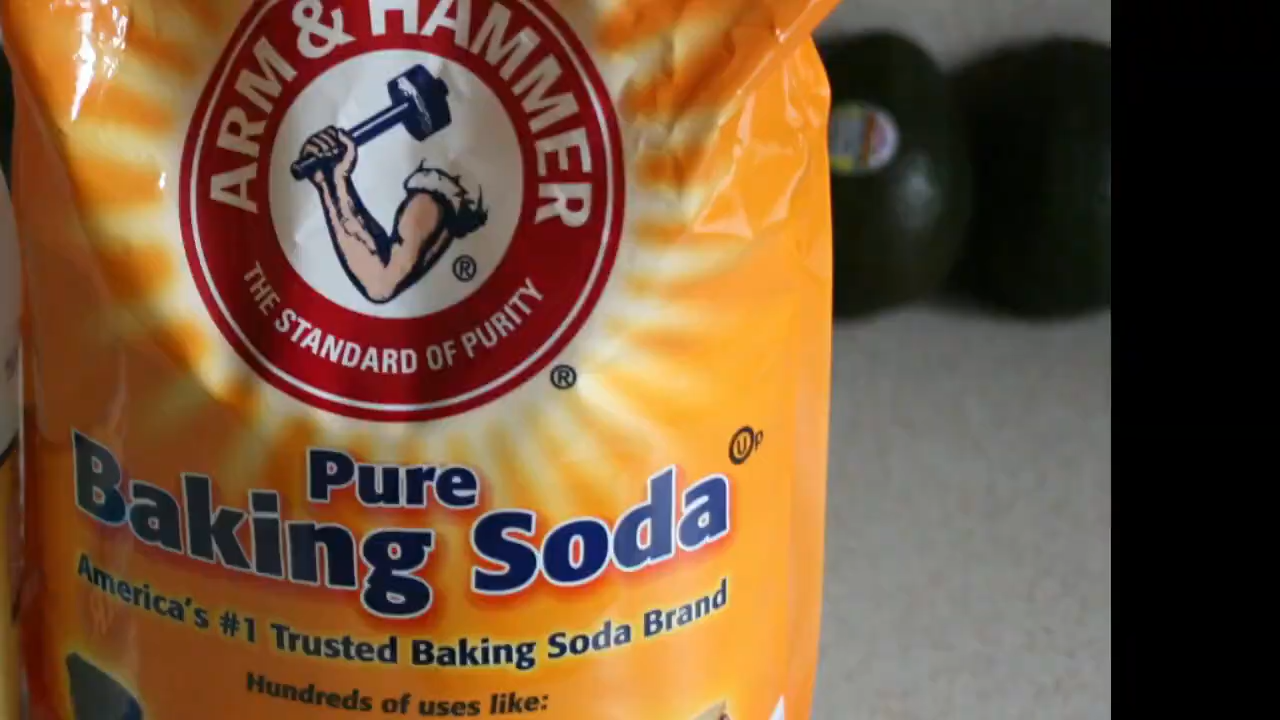 ARM & HAMMER
®
THE STANDARD OF PURITY
®
Pure
Baking Soda
U P
America's #1 Trusted Baking Soda Brand
Hundreds of uses like: